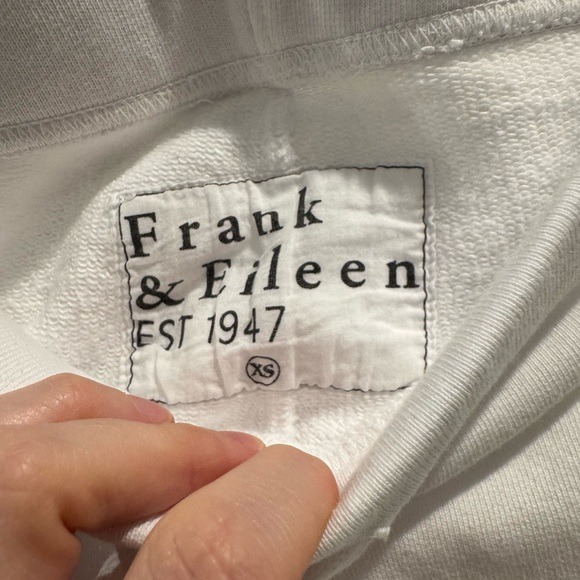 Frank
& Eileen
EST 1947
XS